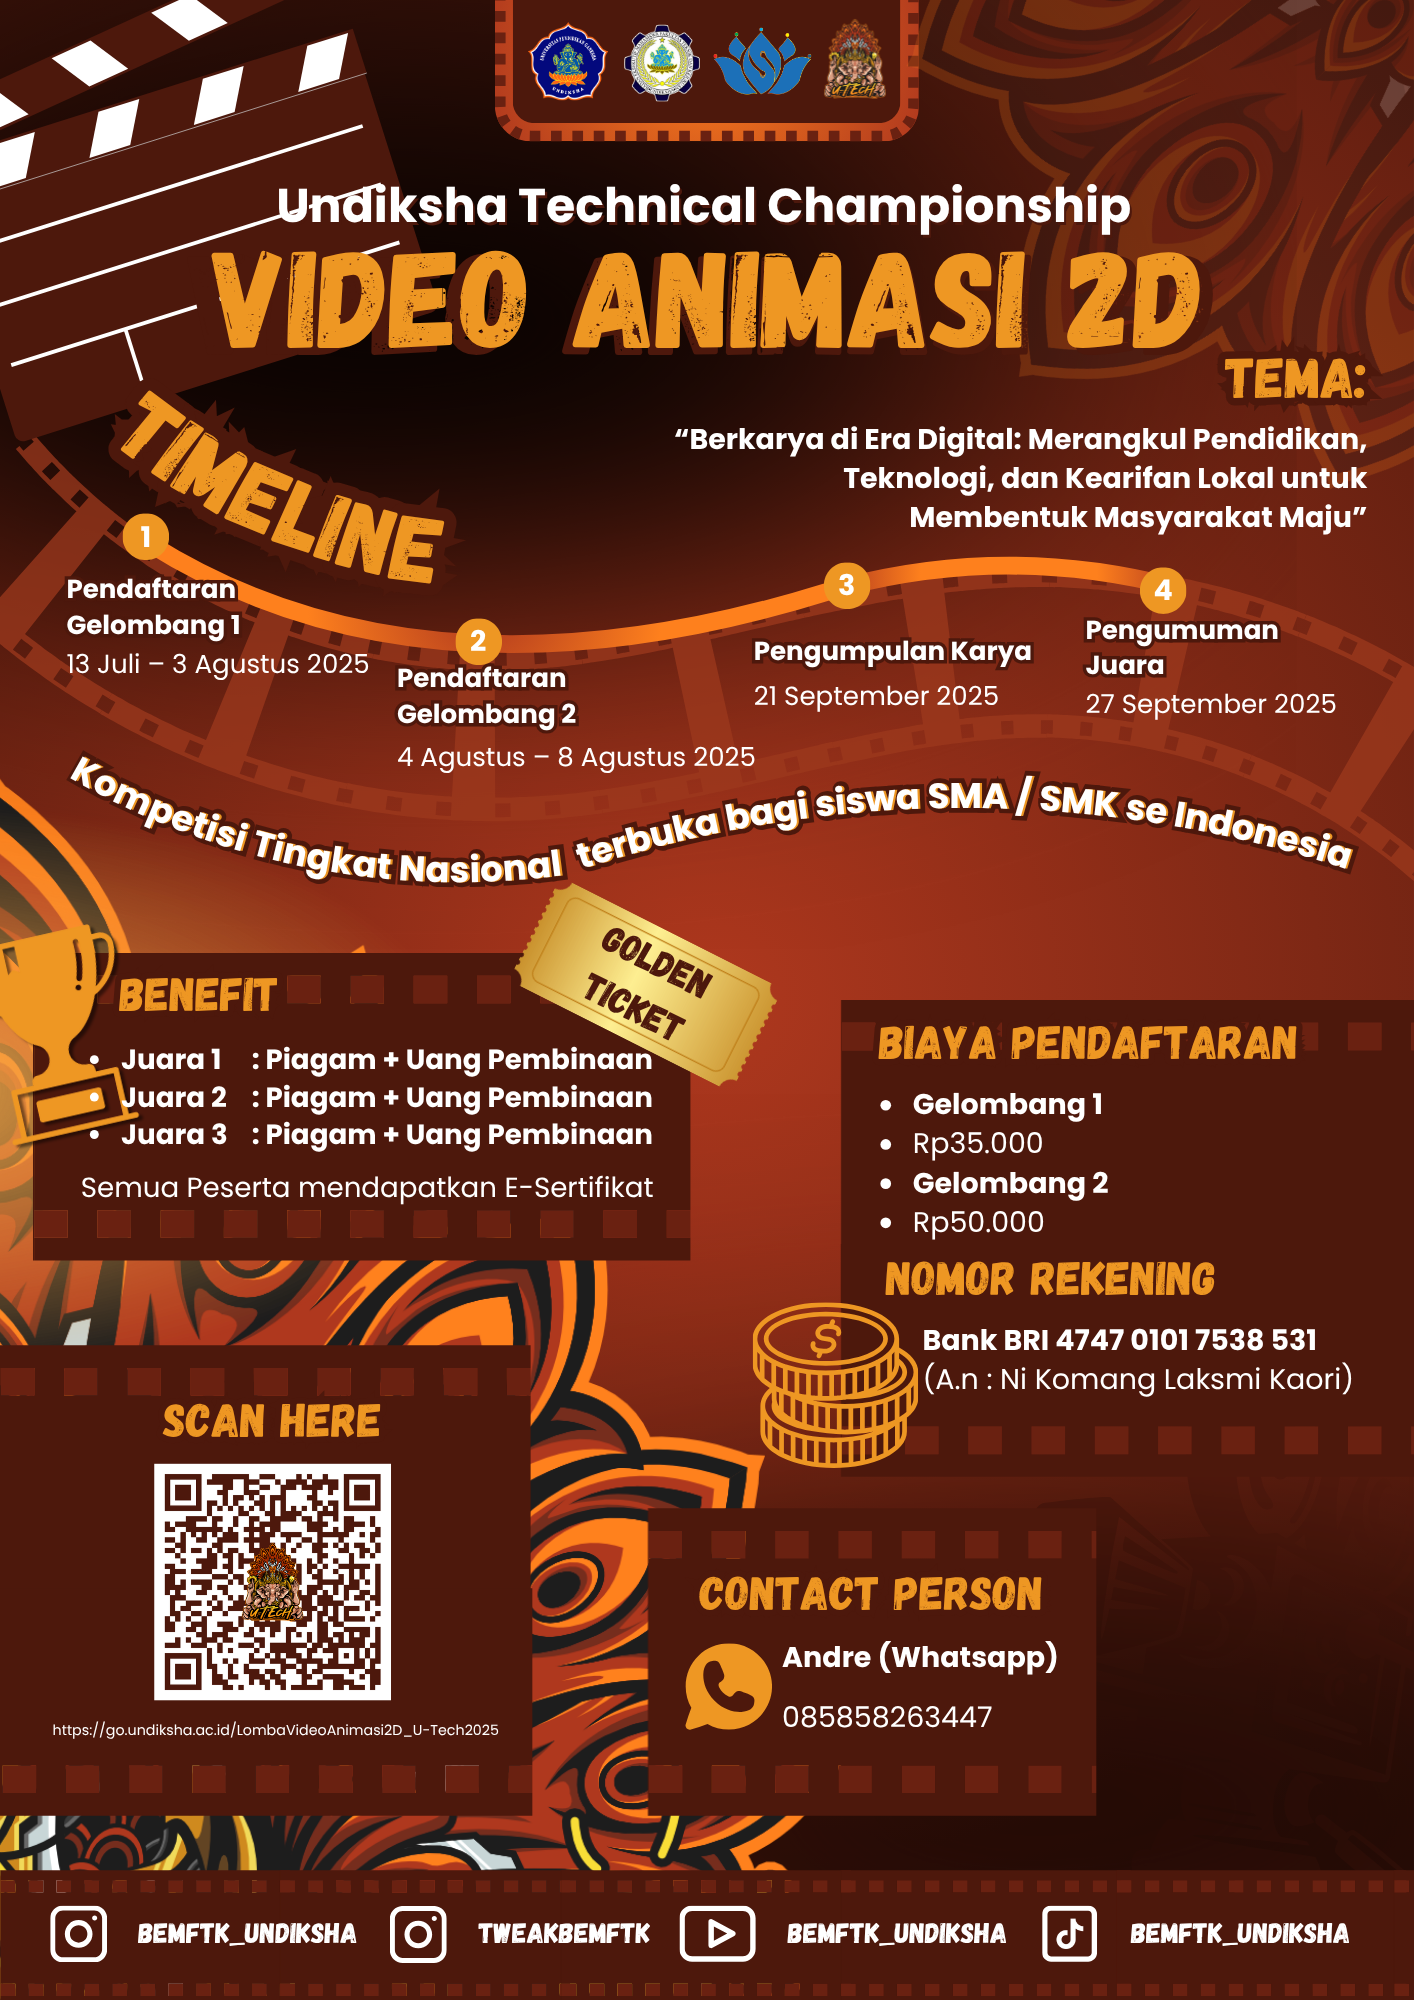 UNIVERSITAS PENDIDIKAN GANESHA
UNDIKSHA
U-TECH
Undiksha Technical Championship
VIDEO ANIMASI 2D
TEMA:
“Berkarya di Era Digital: Merangkul Pendidikan,
Teknologi, dan Kearifan Lokal untuk
Membentuk Masyarakat Maju”
TIMELINE
1
Pendaftaran
Gelombang 1
13 Juli – 3 Agustus 2025
2
Pendaftaran
Gelombang 2
4 Agustus – 8 Agustus 2025
3
Pengumpulan Karya
21 September 2025
4
Pengumuman
Juara
27 September 2025
Kompetisi Tingkat Nasional terbuka bagi siswa SMA / SMK se Indonesia
GOLDEN
TICKET
BENEFIT
• Juara 1 : Piagam + Uang Pembinaan
• Juara 2 : Piagam + Uang Pembinaan
• Juara 3 : Piagam + Uang Pembinaan
Semua Peserta mendapatkan E-Sertifikat
BIAYA PENDAFTARAN
• Gelombang 1
• Rp35.000
• Gelombang 2
• Rp50.000
NOMOR REKENING
$
Bank BRI 4747 0101 7538 531
(A.n : Ni Komang Laksmi Kaori)
SCAN HERE
U-TECH
https://go.undiksha.ac.id/LombaVideoAnimasi2D_U-Tech2025
CONTACT PERSON
Andre (Whatsapp)
085858263447
BEMFTK_UNDIKSHA
TWEAKBEMFTK
BEMFTK_UNDIKSHA
BEMFTK_UNDIKSHA